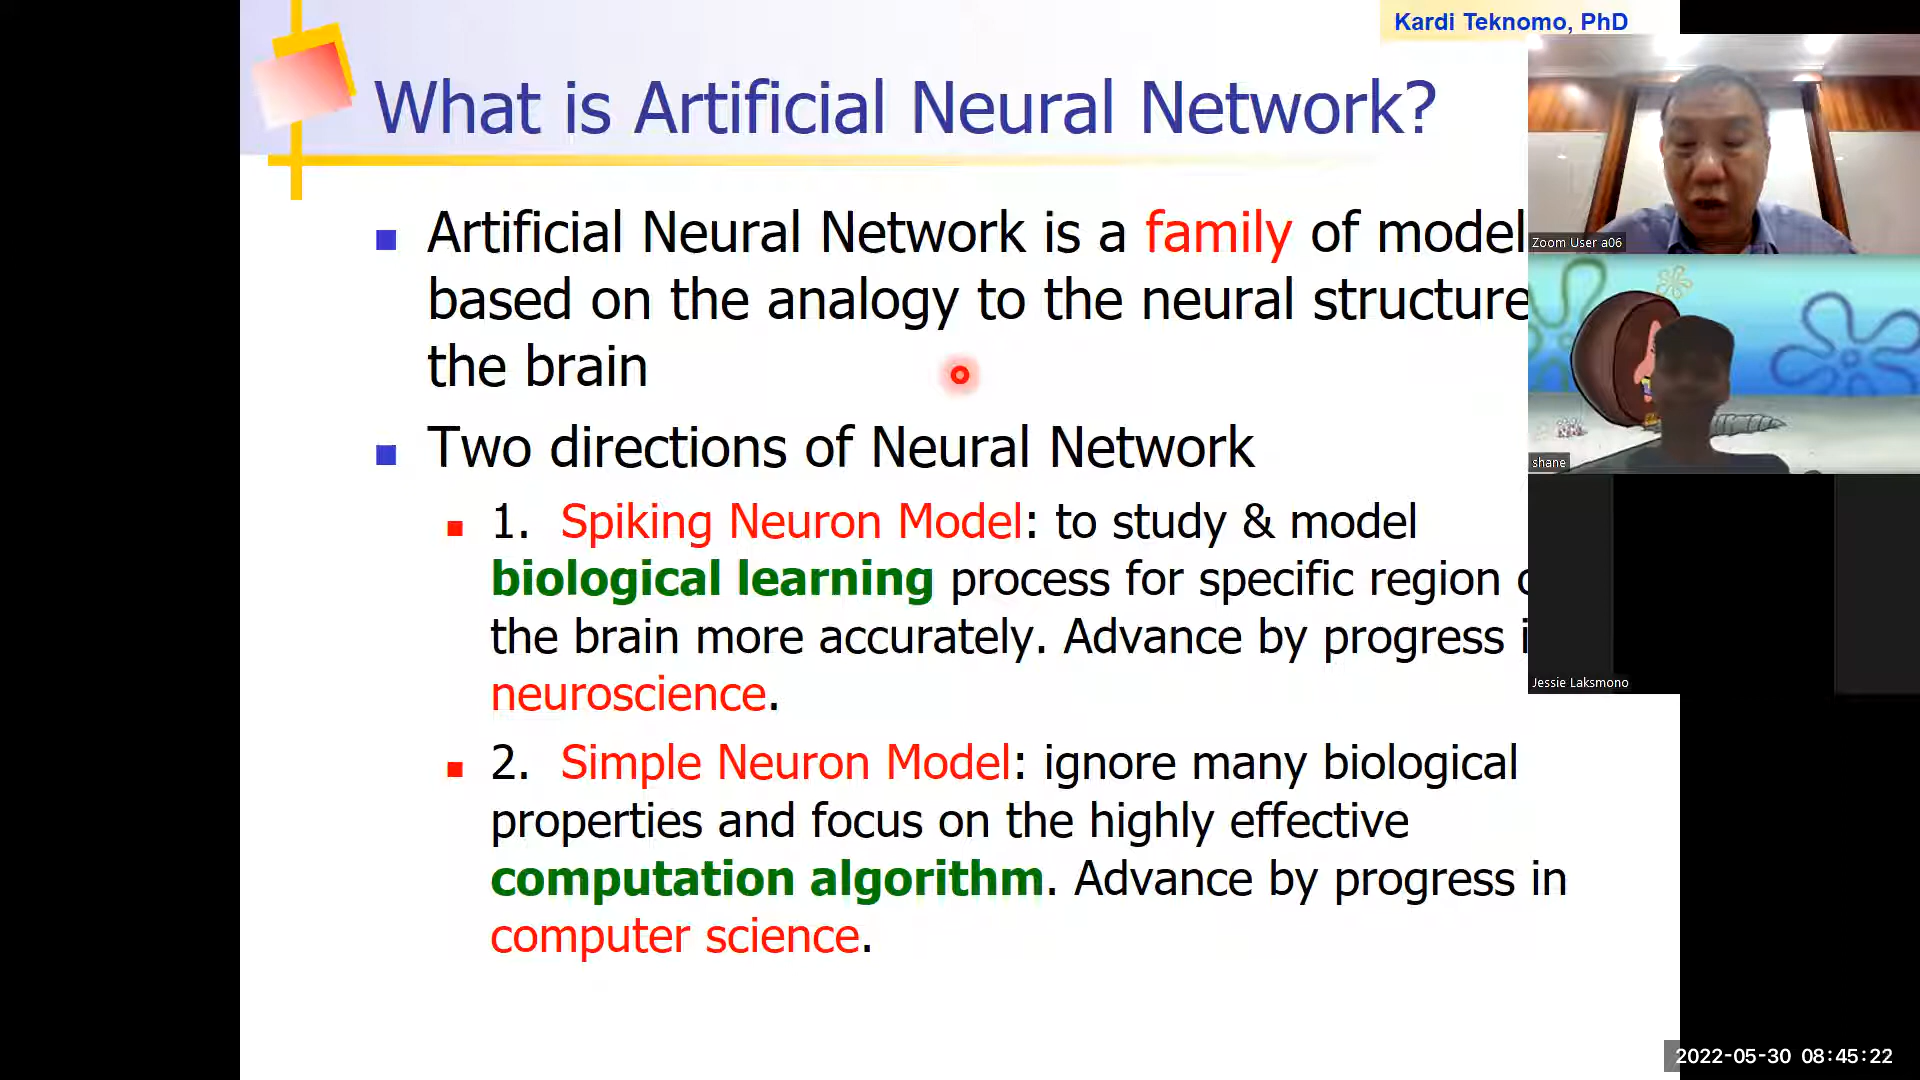 Kardi Teknomo, PhD
What is Artificial Neural Network?
Artificial Neural Network is a family of model
based on the analogy to the neural structure
the brain
Two directions of Neural Network
1. Spiking Neuron Model: to study & model
biological learning process for specific region
the brain more accurately. Advance by progress
neuroscience.
2. Simple Neuron Model: ignore many biological
properties and focus on the highly effective
computation algorithm. Advance by progress in
computer science.
Zoom User a06
shane
Jessie Laksmono
2022-05-30 08:45:22